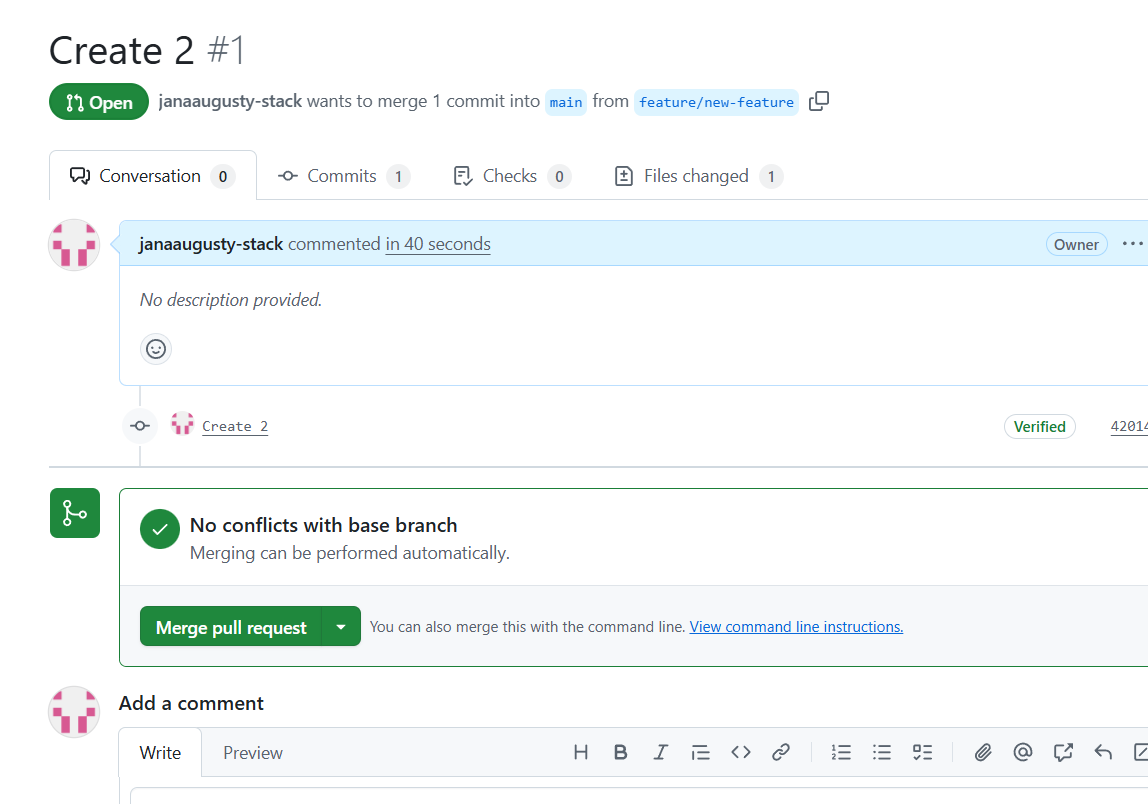 Create 2 #1
Open janaaugusty-stack wants to merge 1 commit into main from feature/new-feature
Conversation 0 Commits 1 Checks 0 Files changed 1
janaaugusty-stack commented in 40 seconds Owner
No description provided.
Create 2 Verified 42014
No conflicts with base branch
Merging can be performed automatically.
Merge pull request You can also merge this with the command line. View command line instructions.
Add a comment
Write Preview H B I